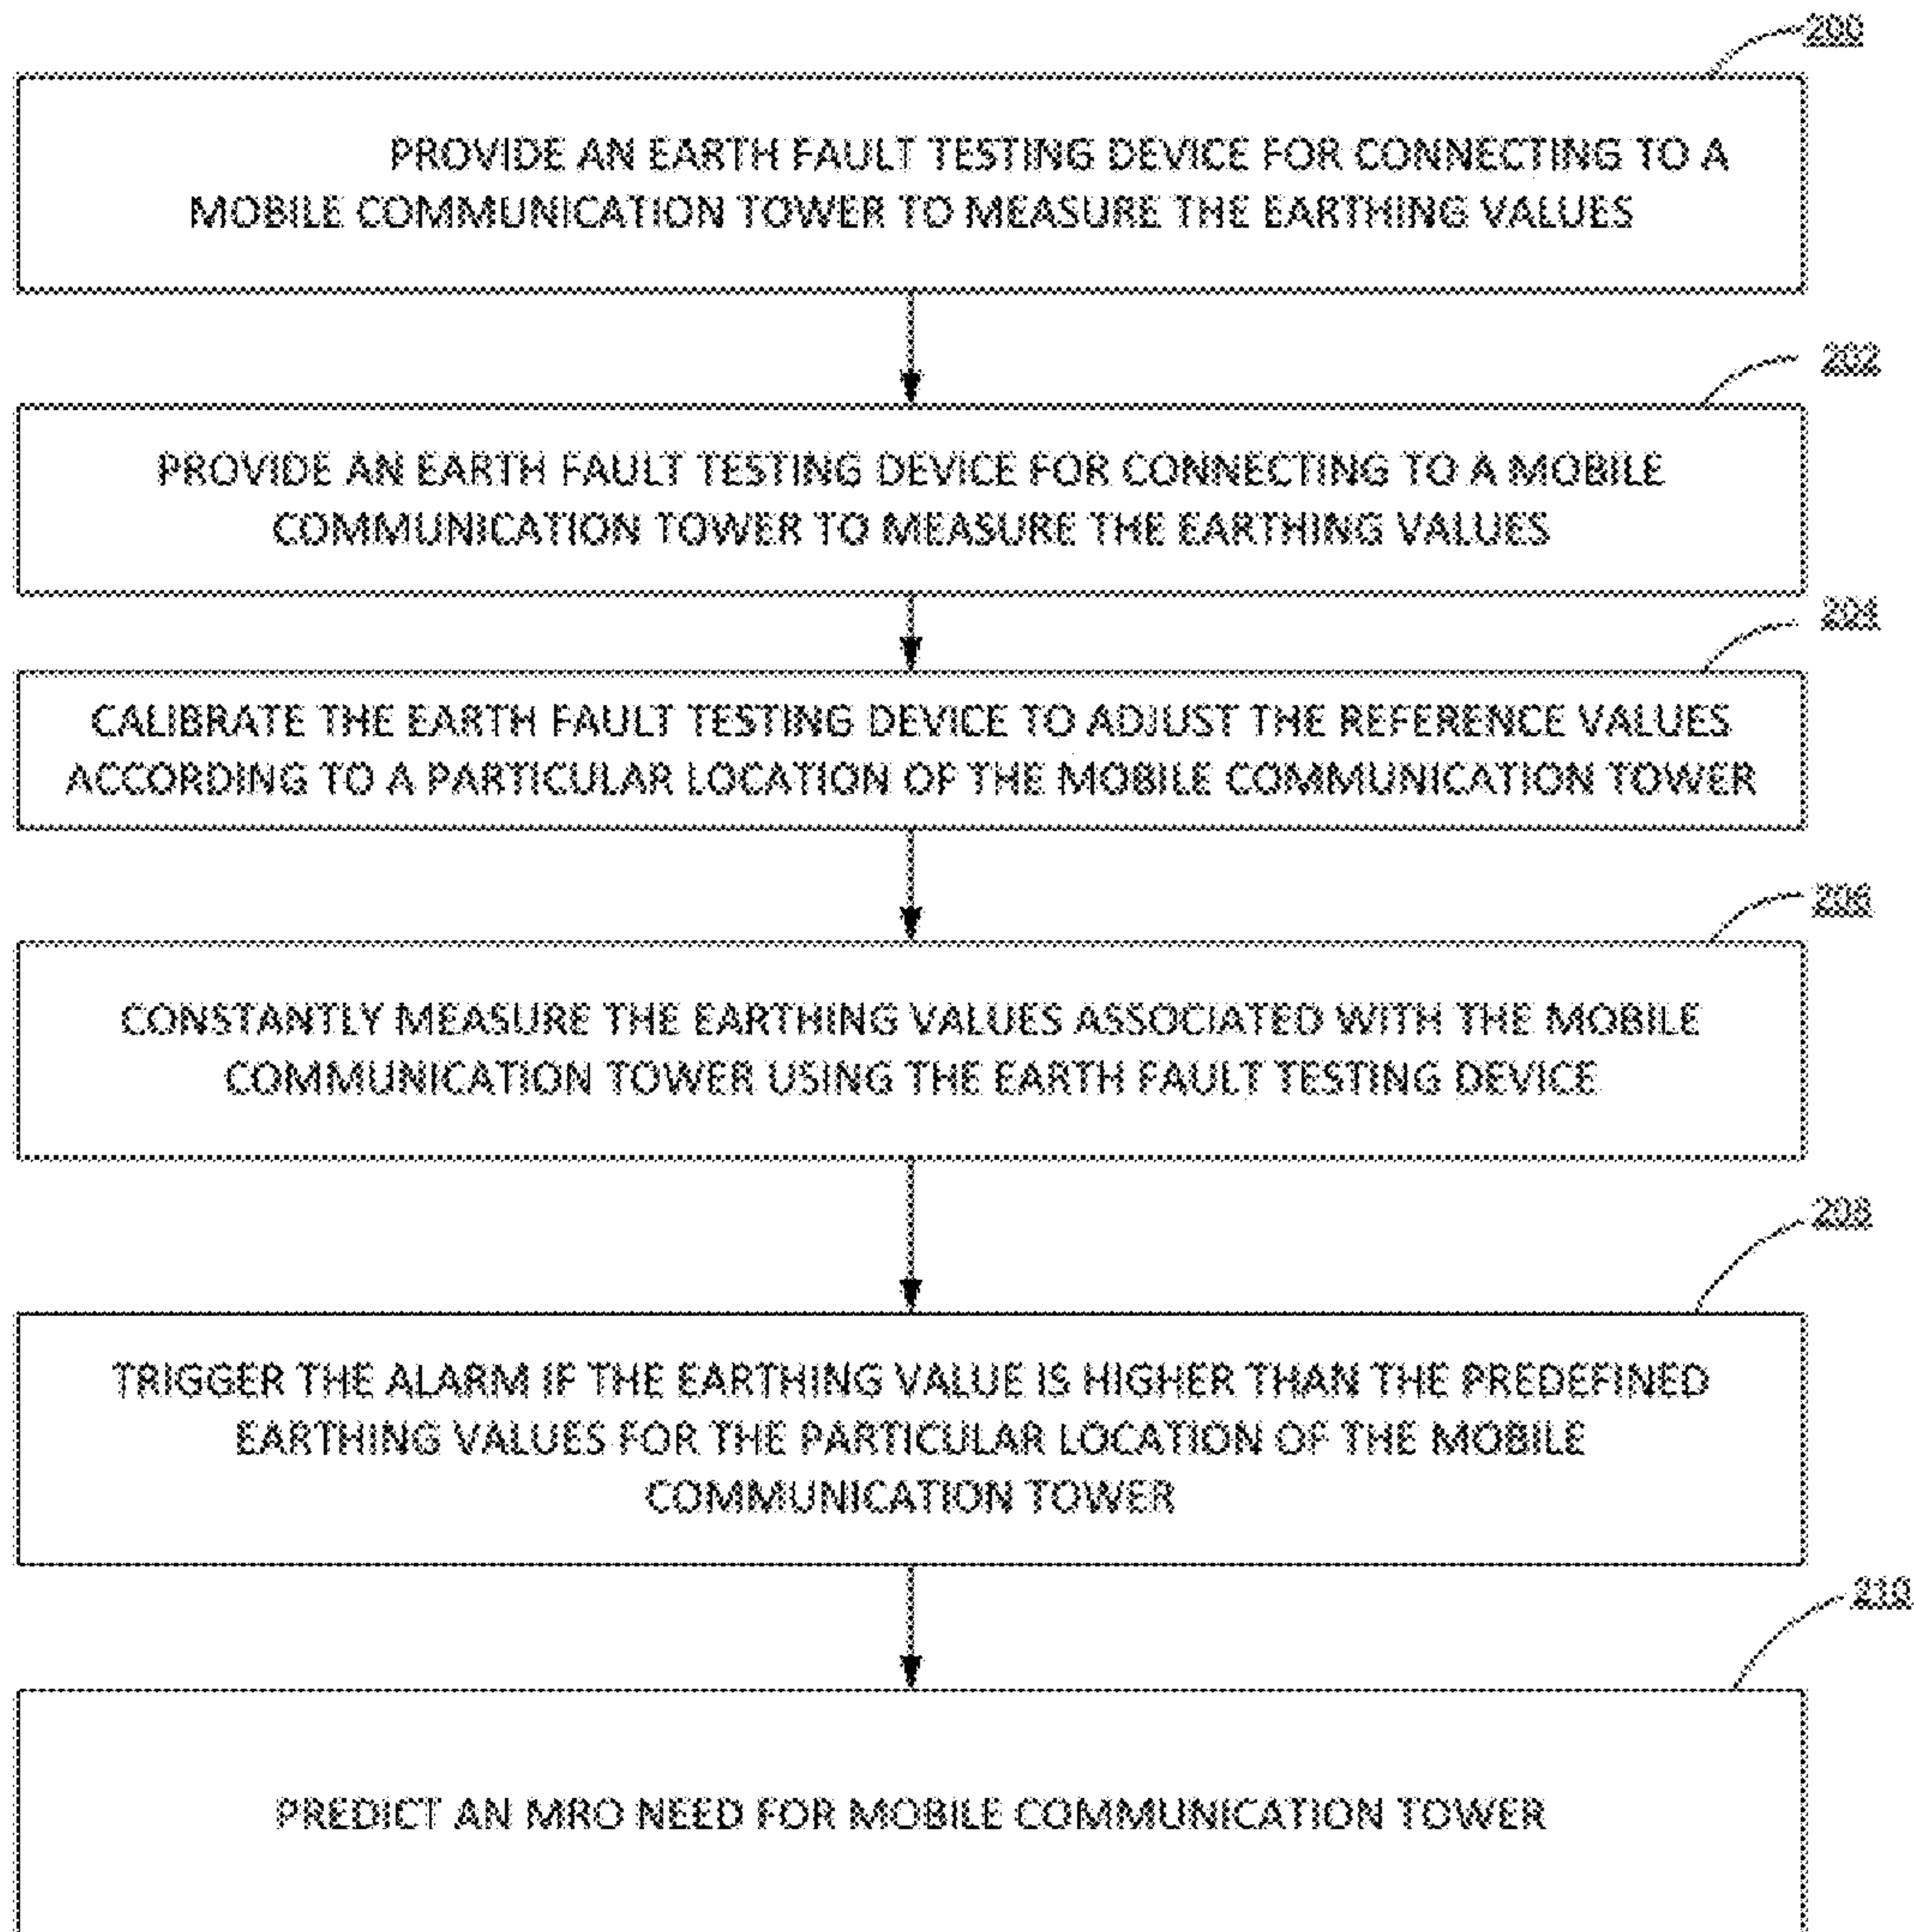 200
PROVIDE AN EARTH FAULT TESTING DEVICE FOR CONNECTING TO A
MOBILE COMMUNICATION TOWER TO MEASURE THE EARTHING VALUES
202
PROVIDE AN EARTH FAULT TESTING DEVICE FOR CONNECTING TO A MOBILE
COMMUNICATION TOWER TO MEASURE THE EARTHING VALUES
204
CALIBRATE THE EARTH FAULT TESTING DEVICE TO ADJUST THE REFERENCE VALUES
ACCORDING TO A PARTICULAR LOCATION OF THE MOBILE COMMUNICATION TOWER
206
CONSTANTLY MEASURE THE EARTHING VALUES ASSOCIATED WITH THE MOBILE
COMMUNICATION TOWER USING THE EARTH FAULT TESTING DEVICE
208
TRIGGER THE ALARM IF THE EARTHING VALUE IS HIGHER THAN THE PREDEFINED
EARTHING VALUES FOR THE PARTICULAR LOCATION OF THE MOBILE
COMMUNICATION TOWER
210
PREDICT AN MRO NEED FOR MOBILE COMMUNICATION TOWER